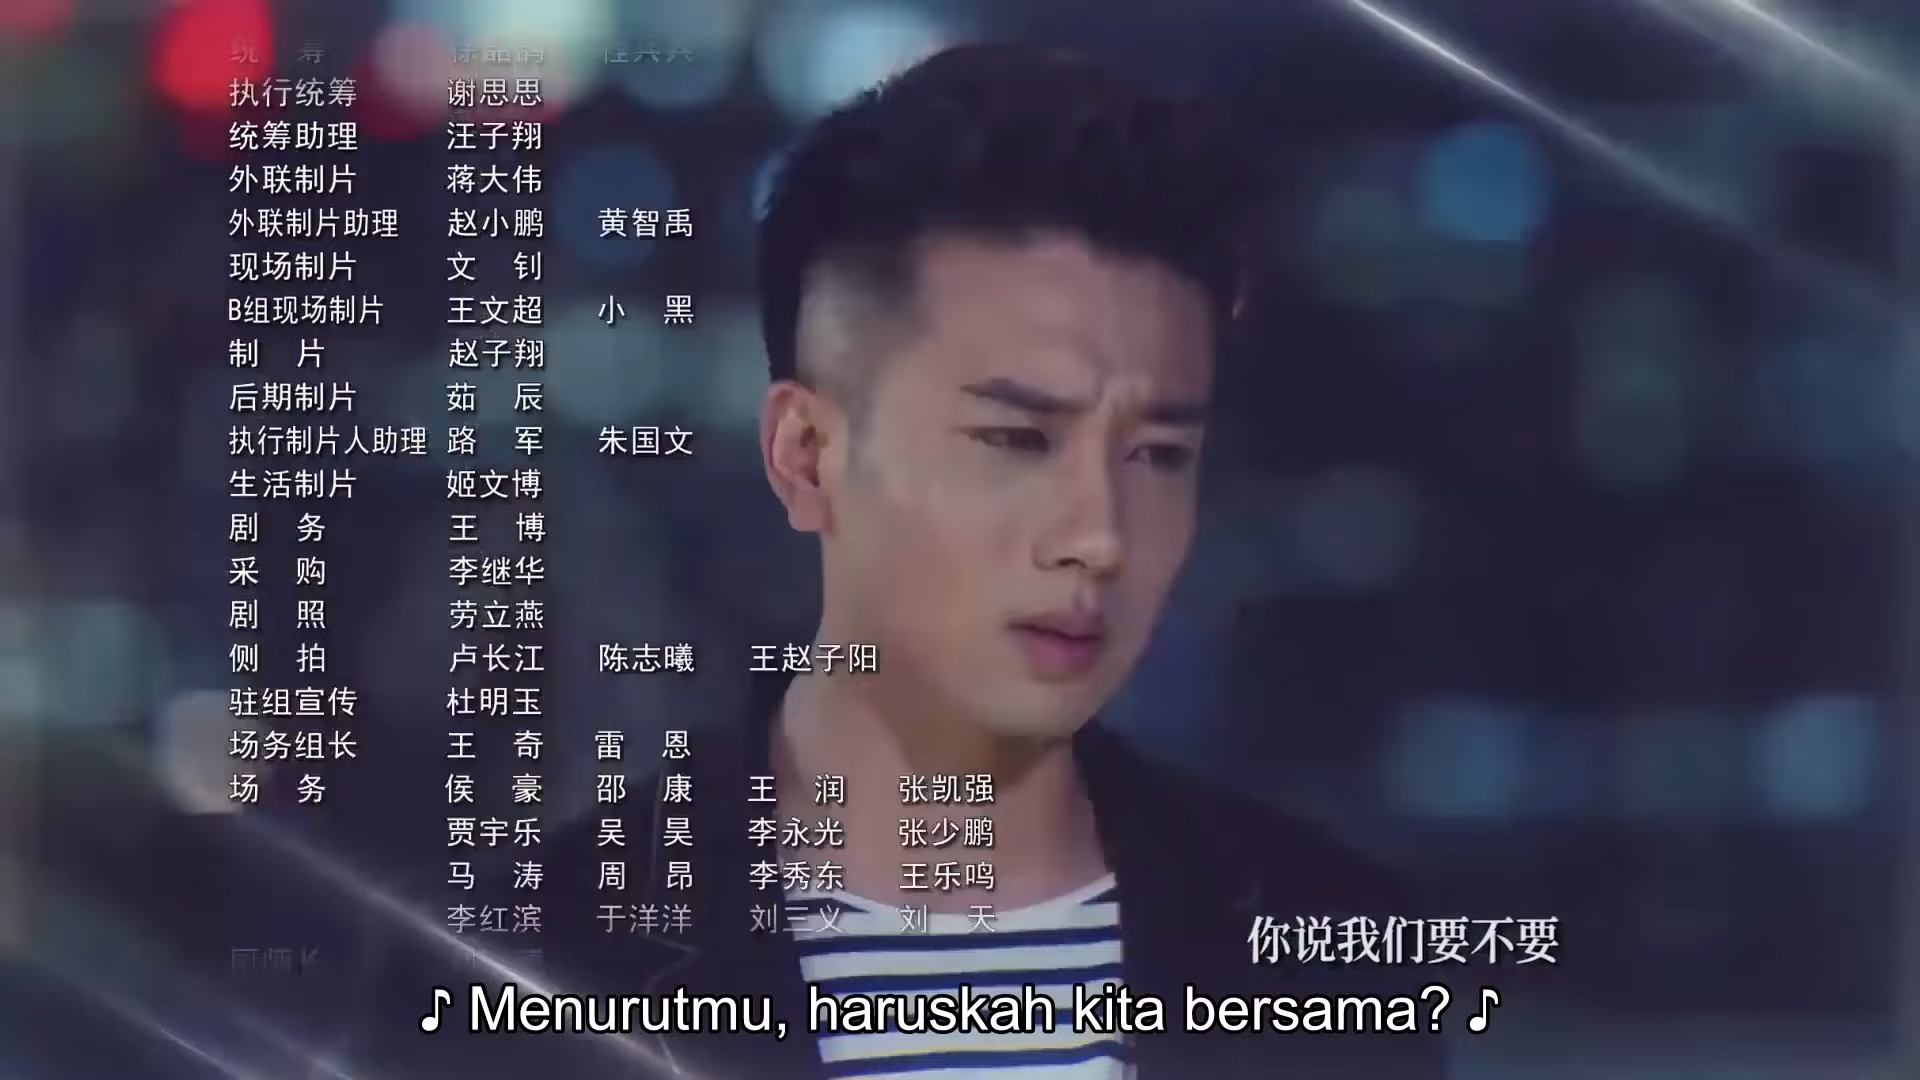 统 筹
执行统筹 谢思思
统筹助理 汪子翔
外联制片 蒋大伟
外联制片助理 赵小鹏 黄智禹
现场制片 文 钊
B组现场制片 王文超 小 黑
制 片 赵子翔
后期制片 茹 辰
执行制片人助理 路 军 朱国文
生活制片 姬文博
剧 务 王 博
采 购 李继华
剧 照 劳立燕
侧 拍 卢长江 陈志曦 王赵子阳
驻组宣传 杜明玉
场务组长 王 奇 雷 恩
场 务 侯 豪 邵 康 王 润 张凯强
贾宇乐 吴 昊 李永光 张少鹏
马 涛 周 昂 李秀东 王乐鸣
李红滨 于洋洋 刘三义 刘 天
你说我们要不要
♪ Menurutmu, haruskah kita bersama? ♪